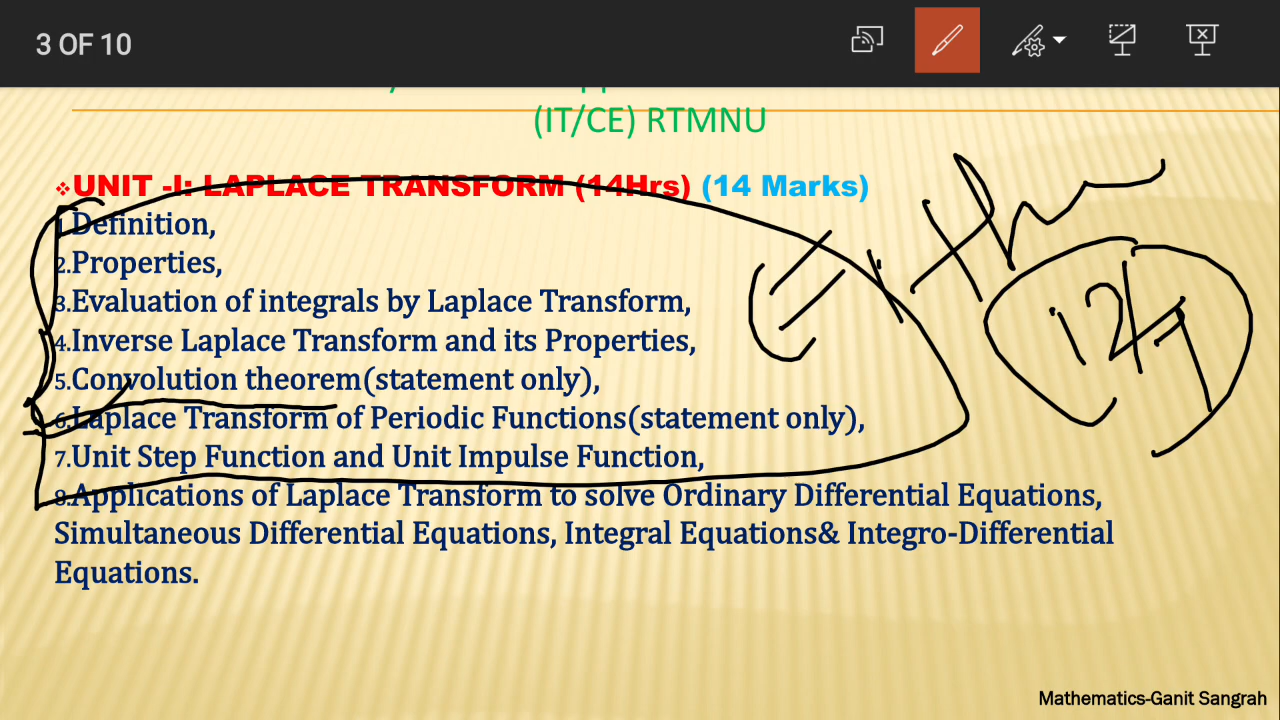 3 OF 10
(IT/CE) RTMNU
❖UNIT -I: LAPLACE TRANSFORM (14Hrs) (14 Marks)
1.Definition,
2.Properties,
3.Evaluation of integrals by Laplace Transform,
4.Inverse Laplace Transform and its Properties,
5.Convolution theorem(statement only),
6.Laplace Transform of Periodic Functions(statement only),
7.Unit Step Function and Unit Impulse Function,
8.Applications of Laplace Transform to solve Ordinary Differential Equations,
Simultaneous Differential Equations, Integral Equations& Integro-Differential
Equations.
Mathematics-Ganit Sangrah